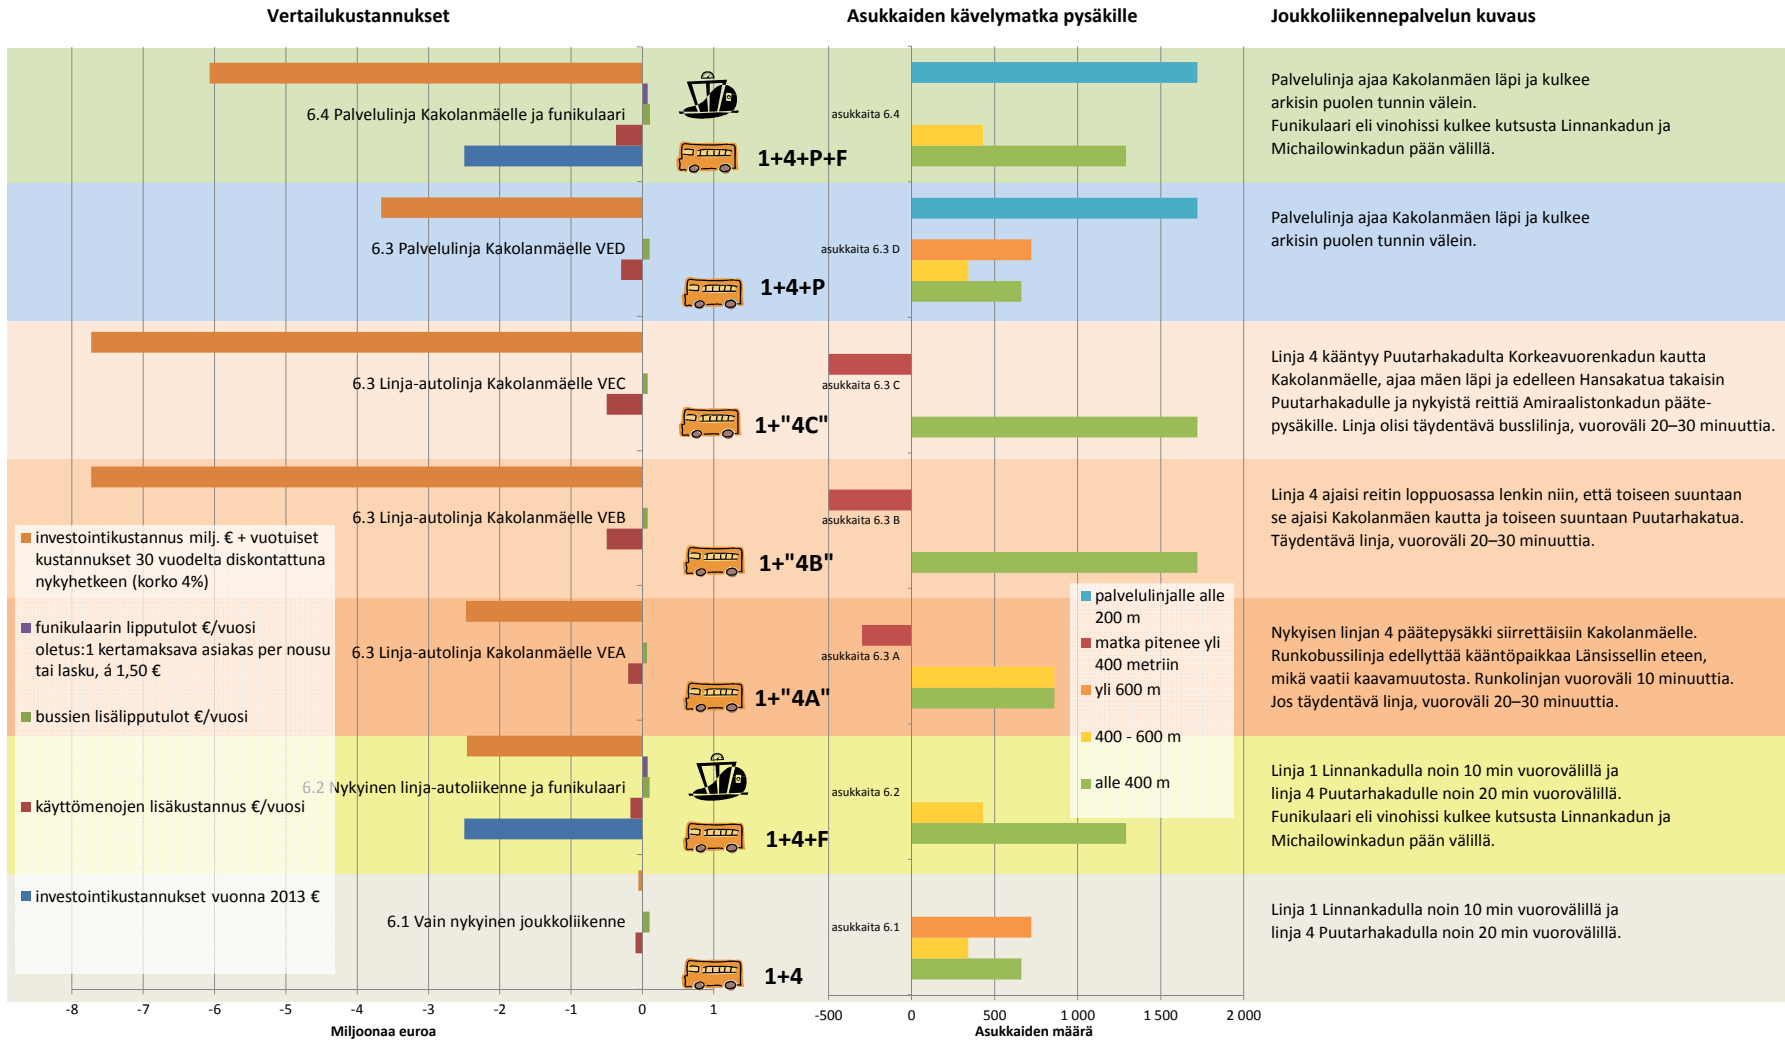 Vertailukustannukset
Asukkaiden kävelymatka pysäkille
Joukkoliikennepalvelun kuvaus
6.4 Palvelulinja Kakolanmäelle ja funikulaari
1+4+P+F
asukkaita 6.4
Palvelulinja ajaa Kakolanmäen läpi ja kulkee
arkisin puolen tunnin välein.
Funikulaari eli vinohissi kulkee kutsusta Linnankadun ja
Michailowinkadun pään välillä.
6.3 Palvelulinja Kakolanmäelle VED
1+4+P
asukkaita 6.3 D
Palvelulinja ajaa Kakolanmäen läpi ja kulkee
arkisin puolen tunnin välein.
6.3 Linja-autolinja Kakolanmäelle VEC
1+"4C"
asukkaita 6.3 C
Linja 4 kääntyy Puutarhakadulta Korkeavuorenkadun kautta
Kakolanmäelle, ajaa mäen läpi ja edelleen Hansakatua takaisin
Puutarhakadulle ja nykyistä reittiä Amiraalistonkadun pääte-
pysäkille. Linja olisi täydentävä busslilinja, vuoroväli 20–30 minuuttia.
6.3 Linja-autolinja Kakolanmäelle VEB
1+"4B"
asukkaita 6.3 B
Linja 4 ajaisi reitin loppuosassa lenkin niin, että toiseen suuntaan
se ajaisi Kakolanmäen kautta ja toiseen suuntaan Puutarhakatua.
Täydentävä linja, vuoroväli 20–30 minuuttia.
6.3 Linja-autolinja Kakolanmäelle VEA
1+"4A"
asukkaita 6.3 A
Nykyisen linjan 4 päätepysäkki siirrettäisiin Kakolanmäelle.
Runkobussilinja edellyttää kääntöpaikkaa Länsissellin eteen,
mikä vaatii kaavamuutosta. Runkolinjan vuoroväli 10 minuuttia.
Jos täydentävä linja, vuoroväli 20–30 minuuttia.
6.2 Nykyinen linja-autoliikenne ja funikulaari
1+4+F
asukkaita 6.2
Linja 1 Linnankadulla noin 10 min vuorovälillä ja
linja 4 Puutarhakadulle noin 20 min vuorovälillä.
Funikulaari eli vinohissi kulkee kutsusta Linnankadun ja
Michailowinkadun pään välillä.
6.1 Vain nykyinen joukkoliikenne
1+4
asukkaita 6.1
Linja 1 Linnankadulla noin 10 min vuorovälillä ja
linja 4 Puutarhakadulla noin 20 min vuorovälillä.
investointikustannus milj. € + vuotuiset
kustannukset 30 vuodelta diskontattuna
nykyhetkeen (korko 4%)
funikulaarin lipputulot €/vuosi
oletus:1 kertamaksava asiakas per nousu
tai lasku, á 1,50 €
bussien lisälipputulot €/vuosi
käyttömenojen lisäkustannus €/vuosi
investointikustannukset vuonna 2013 €
palvelulinjalle alle
200 m
matka pitenee yli
400 metriin
yli 600 m
400 - 600 m
alle 400 m
-8 -7 -6 -5 -4 -3 -2 -1 0 1
Miljoonaa euroa
-500 0 500 1 000 1 500 2 000
Asukkaiden määrä